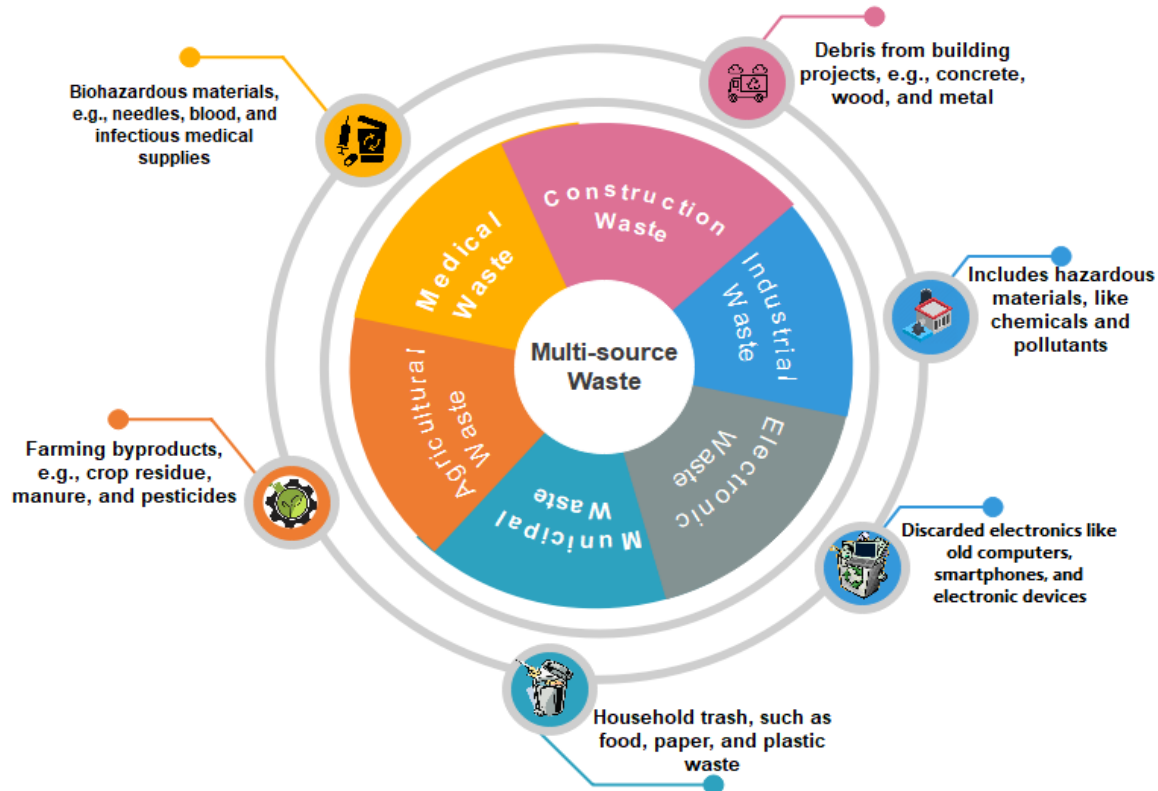 Debris from building
projects, e.g., concrete,
wood, and metal
Biohazardous materials,
e.g., needles, blood, and
infectious medical
supplies
Construction
Waste
Medical
Waste
Industrial
Waste
Includes hazardous
materials, like
chemicals and
pollutants
Multi-source
Waste
Agricultural
Waste
Electronic
Waste
Farming byproducts,
e.g., crop residue,
manure, and pesticides
Municipal
Waste
Discarded electronics like
old computers,
smartphones, and
electronic devices
Household trash, such as
food, paper, and plastic
waste